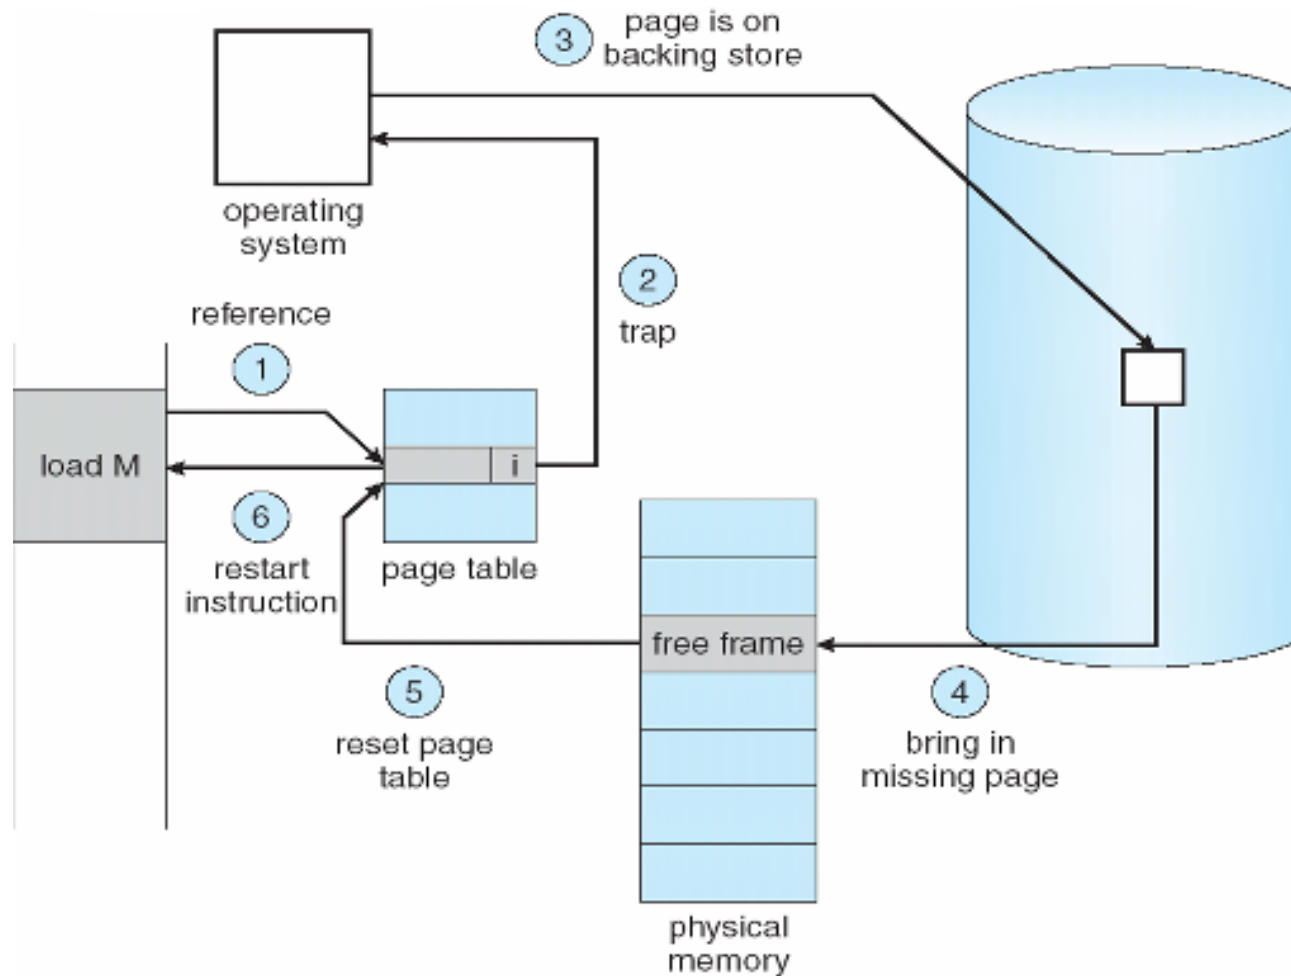 3
page is on
backing store
operating
system
2
trap
reference
1
load M
i
6
restart
instruction
page table
free frame
5
reset page
table
4
bring in
missing page
physical
memory